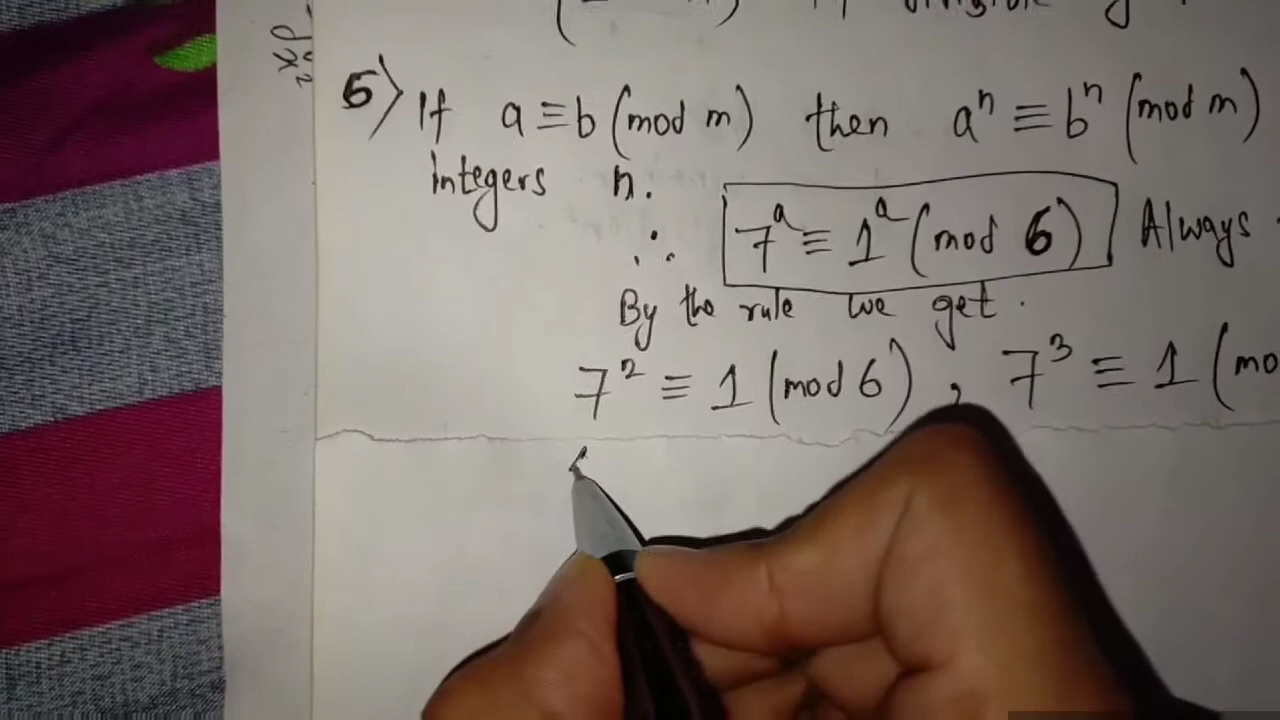 divisible
5) If a ≡ b (mod m) then aⁿ ≡ bⁿ (mod m)
Integers n.
∴ 7ᵃ ≡ 1ᵃ (mod 6) Always
By the rule we get.
7² ≡ 1 (mod 6), 7³ ≡ 1 (mo